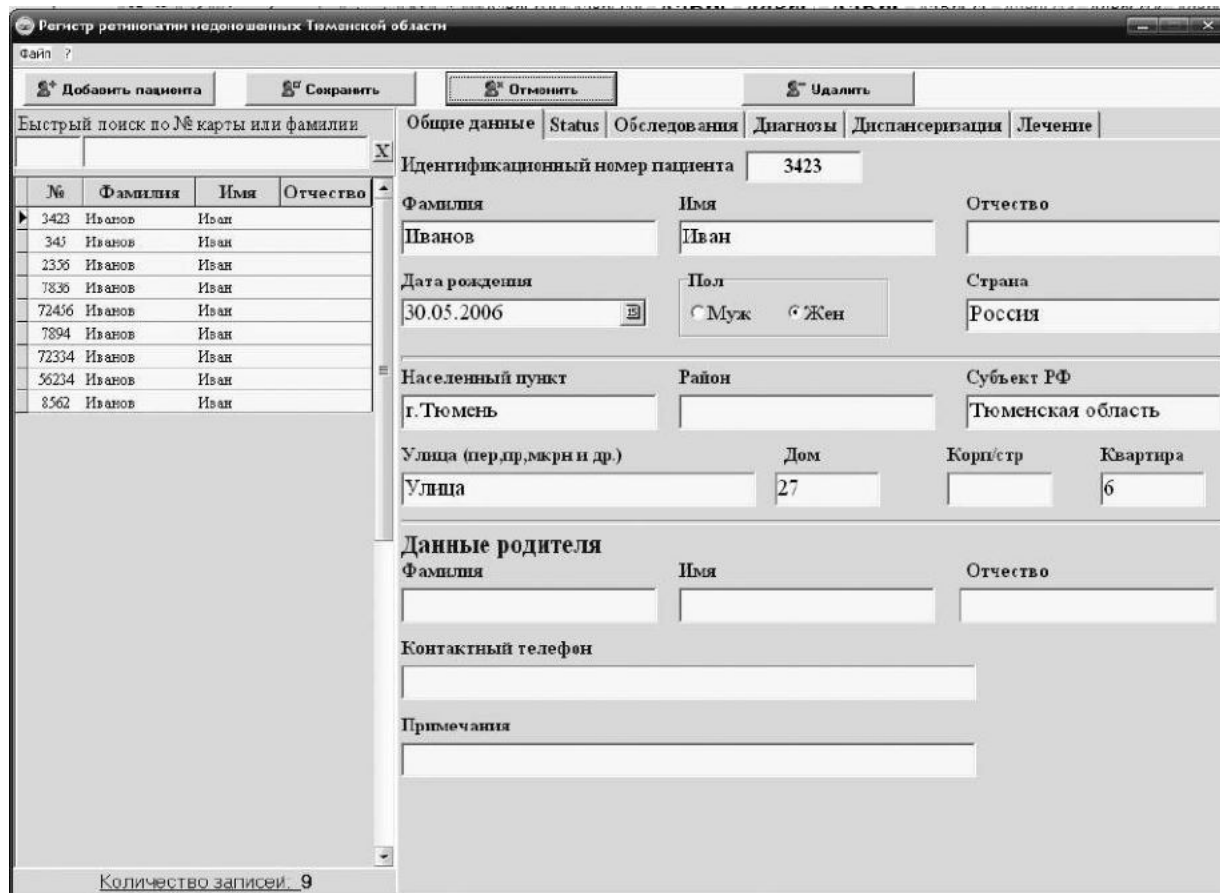 Регистр ретинопатии недоношенных Тюменской области
Файл ?
Добавить пациента Сохранить Отменить Удалить
Быстрый поиск по № карты или фамилии
X
№ Фамилия Имя Отчество
3423 Иванов Иван
345 Иванов Иван
2356 Иванов Иван
7836 Иванов Иван
72456 Иванов Иван
7894 Иванов Иван
72334 Иванов Иван
56234 Иванов Иван
8562 Иванов Иван
Количество записей: 9
Общие данные Status Обследования Диагнозы Диспансеризация Лечение
Идентификационный номер пациента 3423
Фамилия Имя Отчество
Иванов Иван
Дата рождения Пол Страна
30.05.2006 15 Муж Жен Россия
Населенный пункт Район Субъект РФ
г.Тюмень Тюменская область
Улица (пер,пр,мкрн и др.) Дом Корп/стр Квартира
Улица 27 6
Данные родителя
Фамилия Имя Отчество
Контактный телефон
Примечания